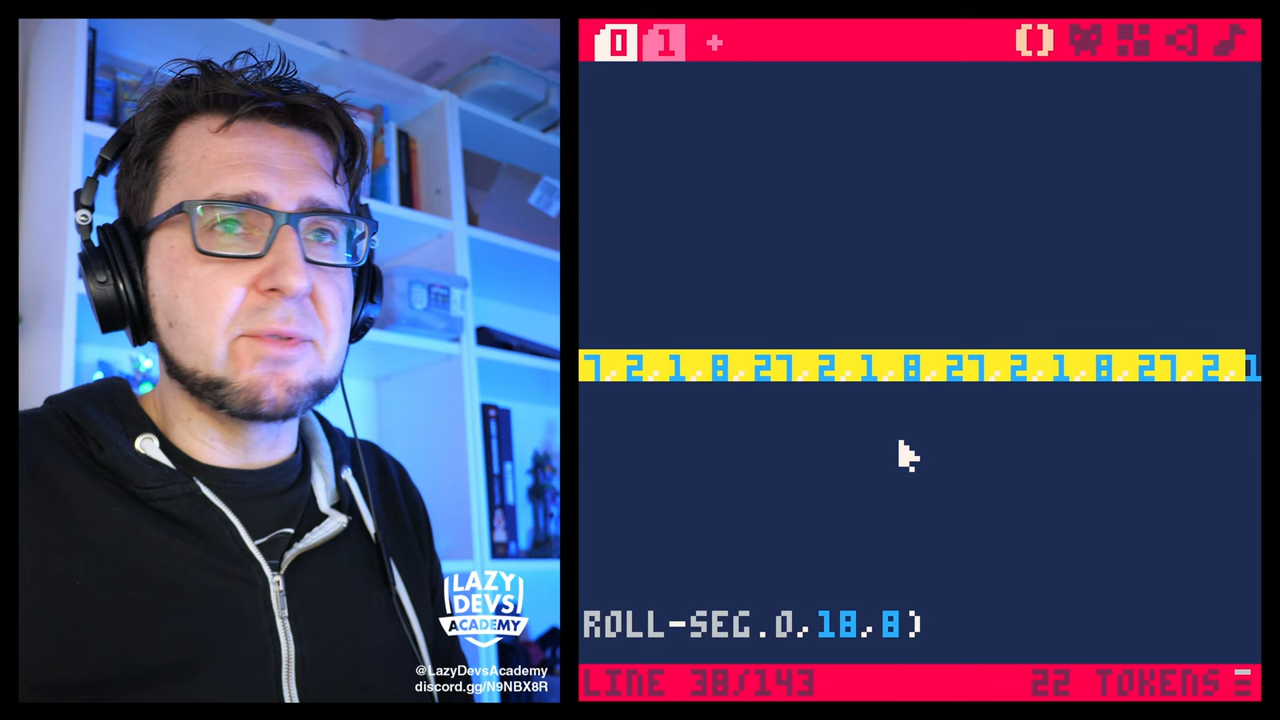 0 1 +
7,2,1,8,27,2,1,8,27,2,1,8,27,2,1
ROLL-SEG.O,18,8)
LINE 38/143 22 TOKENS
LAZY
DEVS
ACADEMY
@LazyDevsAcademy
discord.gg/N9NBX8R